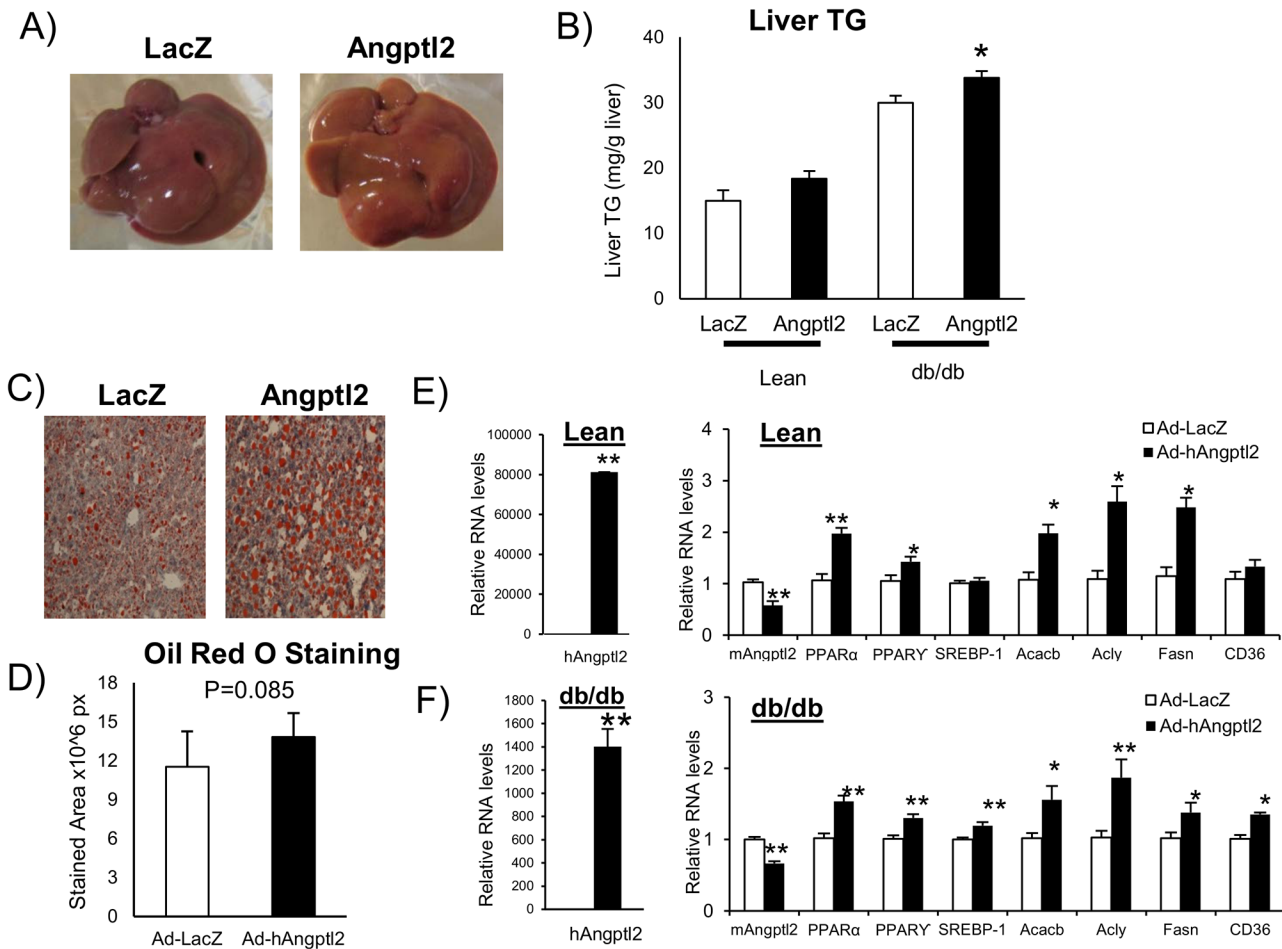 A)
LacZ
Angptl2
B)
Liver TG
Liver TG (mg/g liver)
40
30
20
10
0
LacZ
Angptl2
LacZ
Angptl2
Lean
db/db
*
C)
LacZ
Angptl2
D)
Oil Red O Staining
P=0.085
Stained Area x10^6 px
18
15
12
9
6
3
0
Ad-LacZ
Ad-hAngptl2
E)
Lean
**
Relative RNA levels
100000
80000
60000
40000
20000
0
hAngptl2
Lean
Ad-LacZ
Ad-hAngptl2
Relative RNA levels
4
3
2
1
0
**
**
*
*
*
*
mAngptl2
PPARα
PPARϒ
SREBP-1
Acacb
Acly
Fasn
CD36
F)
db/db
**
Relative RNA levels
1800
1600
1400
1200
1000
800
600
400
200
0
hAngptl2
db/db
Ad-LacZ
Ad-hAngptl2
Relative RNA levels
3
2
1
0
**
**
**
**
*
**
*
*
mAngptl2
PPARα
PPARϒ
SREBP-1
Acacb
Acly
Fasn
CD36